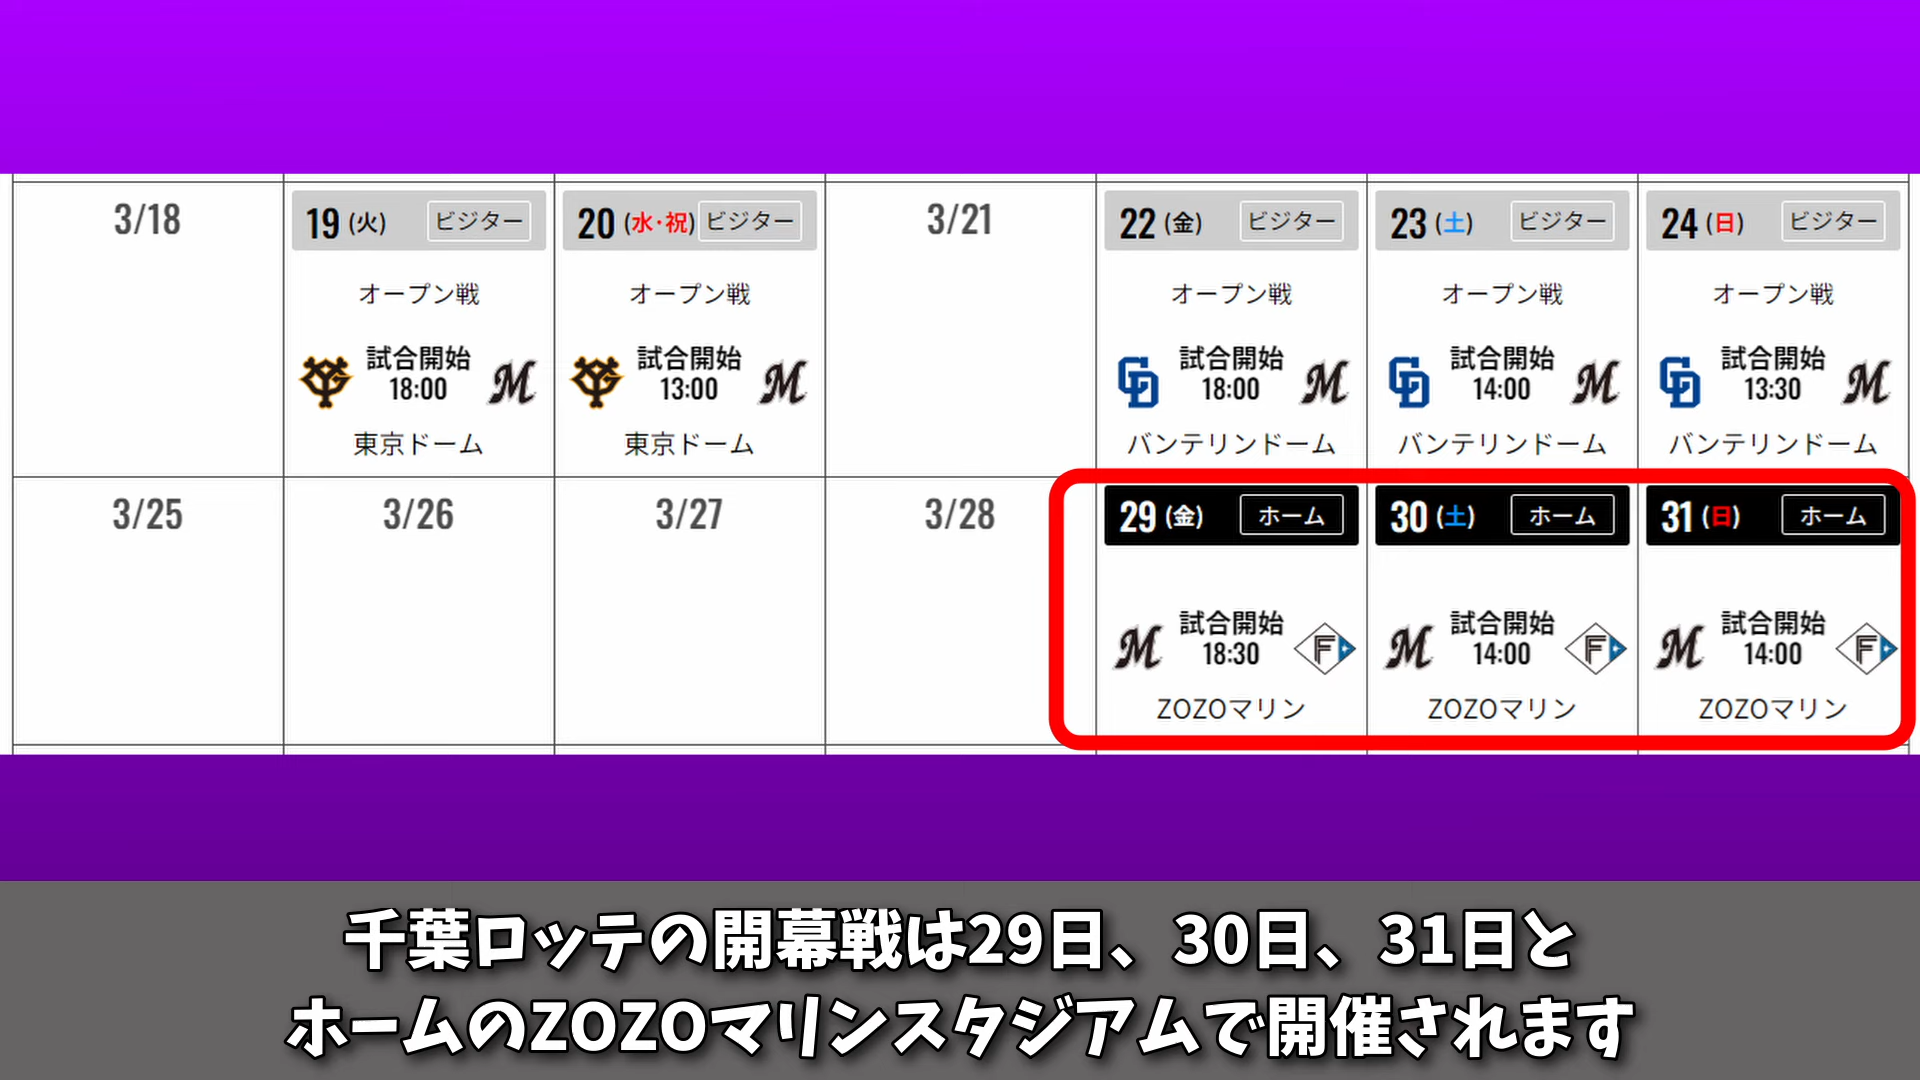 3/18
19 (火) ビジター
オープン戦
試合開始
18:00
東京ドーム
20 (水・祝) ビジター
オープン戦
試合開始
13:00
東京ドーム
3/21
22 (金) ビジター
オープン戦
試合開始
18:00
バンテリンドーム
23 (土) ビジター
オープン戦
試合開始
14:00
バンテリンドーム
24 (日) ビジター
オープン戦
試合開始
13:30
バンテリンドーム
3/25
3/26
3/27
3/28
29 (金) ホーム
M 試合開始 F
18:30
ZOZOマリン
30 (土) ホーム
M 試合開始 F
14:00
ZOZOマリン
31 (日) ホーム
M 試合開始 F
14:00
ZOZOマリン
千葉ロッテの開幕戦は29日、30日、31日と
ホームのZOZOマリンスタジアムで開催されます